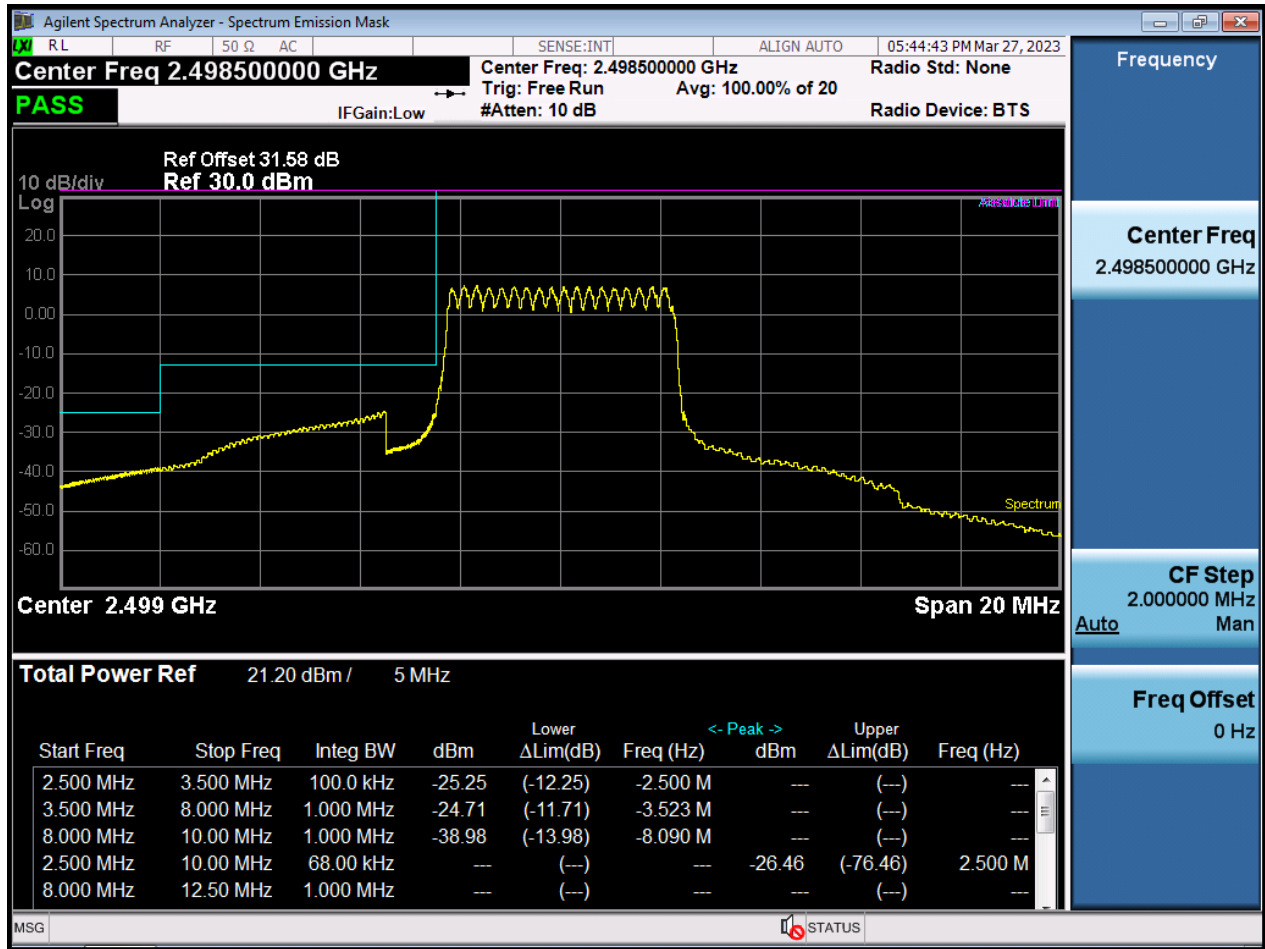 Agilent Spectrum Analyzer - Spectrum Emission Mask
LXI RL RF 50 Ω AC SENSE:INT ALIGN AUTO 05:44:43 PM Mar 27, 2023
Center Freq 2.498500000 GHz
Center Freq: 2.498500000 GHz Radio Std: None
Trig: Free Run Avg: 100.00% of 20
PASS IFGain:Low #Atten: 10 dB Radio Device: BTS
Ref Offset 31.58 dB
10 dB/div Ref 30.0 dBm
Log
Limit
20.0
10.0
0.00
-10.0
-20.0
-30.0
-40.0
-50.0
Spectrum
-60.0
Center 2.499 GHz Span 20 MHz
Total Power Ref 21.20 dBm / 5 MHz
Lower <- Peak -> Upper
Start Freq Stop Freq Integ BW dBm ΔLim(dB) Freq (Hz) dBm ΔLim(dB) Freq (Hz)
2.500 MHz 3.500 MHz 100.0 kHz -25.25 (-12.25) -2.500 M --- (---) ---
3.500 MHz 8.000 MHz 1.000 MHz -24.71 (-11.71) -3.523 M --- (---) ---
8.000 MHz 10.00 MHz 1.000 MHz -38.98 (-13.98) -8.090 M --- (---) ---
2.500 MHz 10.00 MHz 68.00 kHz --- (---) --- -26.46 (-76.46) 2.500 M
8.000 MHz 12.50 MHz 1.000 MHz --- (---) --- --- (---) ---
MSG STATUS
Frequency
Center Freq
2.498500000 GHz
CF Step
2.000000 MHz
Auto Man
Freq Offset
0 Hz